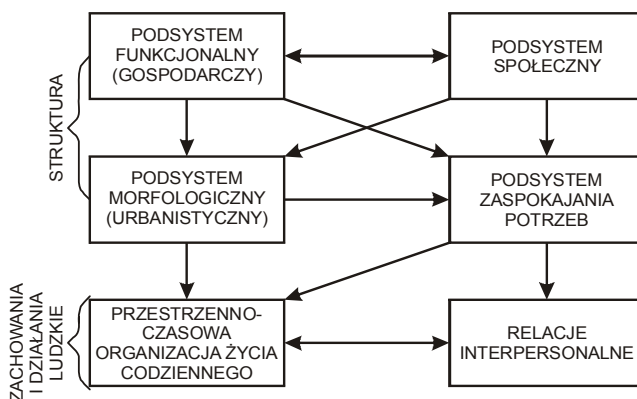 PODSYSTEM
FUNKCJONALNY
(GOSPODARCZY)
PODSYSTEM
SPOŁECZNY
STRUKTURA
PODSYSTEM
MORFOLOGICZNY
(URBANISTYCZNY)
PODSYSTEM
ZASPOKAJANIA
POTRZEB
ZACHOWANIA
I DZIAŁANIA
LUDZKIE
PRZESTRZENNO-
CZASOWA
ORGANIZACJA ŻYCIA
CODZIENNEGO
RELACJE
INTERPERSONALNE